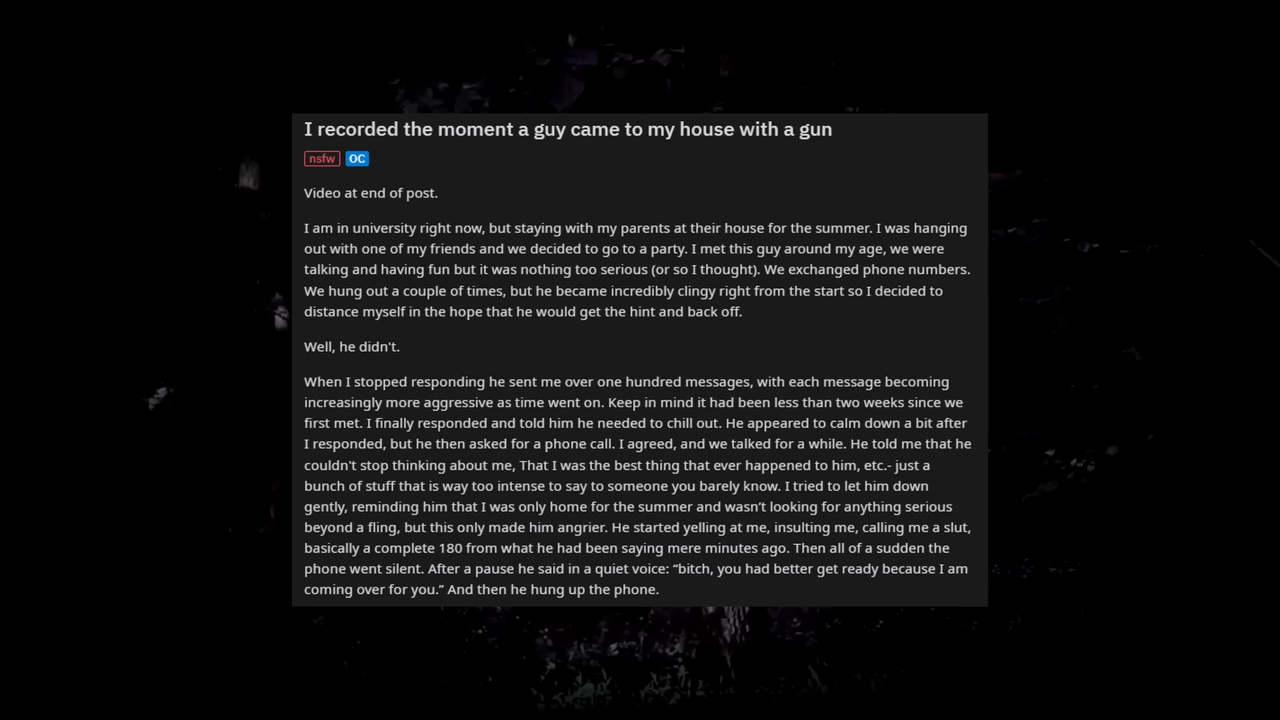 I recorded the moment a guy came to my house with a gun
nsfw OC
Video at end of post.
I am in university right now, but staying with my parents at their house for the summer. I was hanging
out with one of my friends and we decided to go to a party. I met this guy around my age, we were
talking and having fun but it was nothing too serious (or so I thought). We exchanged phone numbers.
We hung out a couple of times, but he became incredibly clingy right from the start so I decided to
distance myself in the hope that he would get the hint and back off.
Well, he didn't.
When I stopped responding he sent me over one hundred messages, with each message becoming
increasingly more aggressive as time went on. Keep in mind it had been less than two weeks since we
first met. I finally responded and told him he needed to chill out. He appeared to calm down a bit after
I responded, but he then asked for a phone call. I agreed, and we talked for a while. He told me that he
couldn't stop thinking about me, That I was the best thing that ever happened to him, etc.- just a
bunch of stuff that is way too intense to say to someone you barely know. I tried to let him down
gently, reminding him that I was only home for the summer and wasn’t looking for anything serious
beyond a fling, but this only made him angrier. He started yelling at me, insulting me, calling me a slut,
basically a complete 180 from what he had been saying mere minutes ago. Then all of a sudden the
phone went silent. After a pause he said in a quiet voice: “bitch, you had better get ready because I am
coming over for you.” And then he hung up the phone.